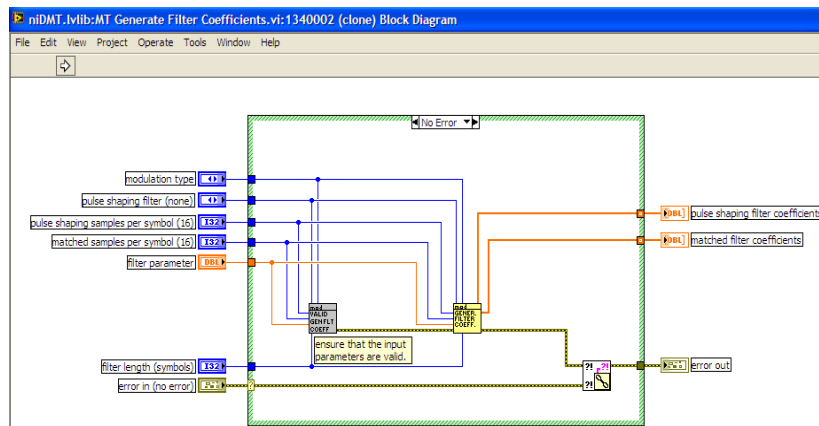 niDMT.lvlib:MT Generate Filter Coefficients.vi:1340002 (clone) Block Diagram
File Edit View Project Operate Tools Window Help
No Error
modulation type
pulse shaping filter (none)
pulse shaping samples per symbol (16)
I32
matched samples per symbol (16)
I32
filter parameter
DBL
DBL
pulse shaping filter coefficients
DBL
matched filter coefficients
mod
VALID
GENFLT
COEFF
mod
GENER.
FILTER
COEFF.
ensure that the input
parameters are valid.
filter length (symbols)
I32
error in (no error)
?!
?!
?!
error out